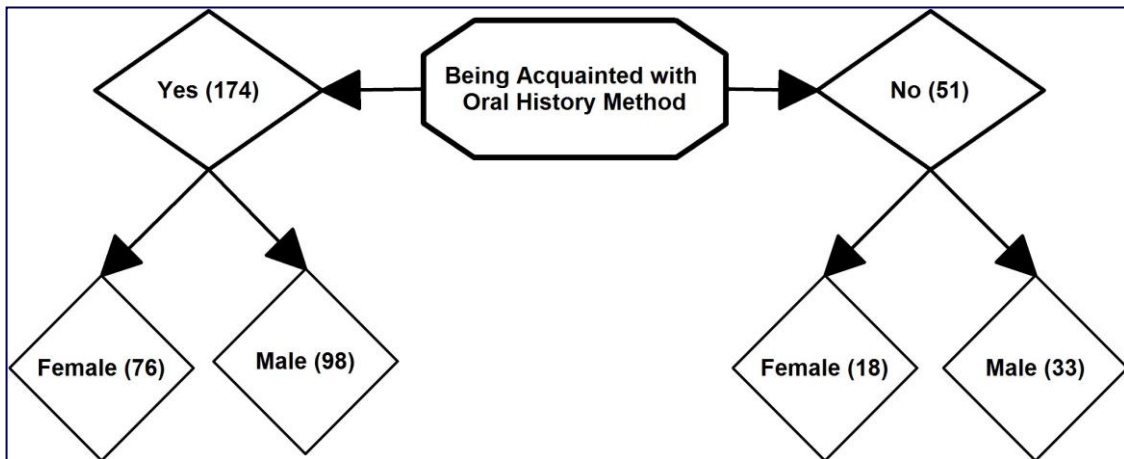 Being Acquainted with
Oral History Method
Yes (174)
No (51)
Female (76)
Male (98)
Female (18)
Male (33)